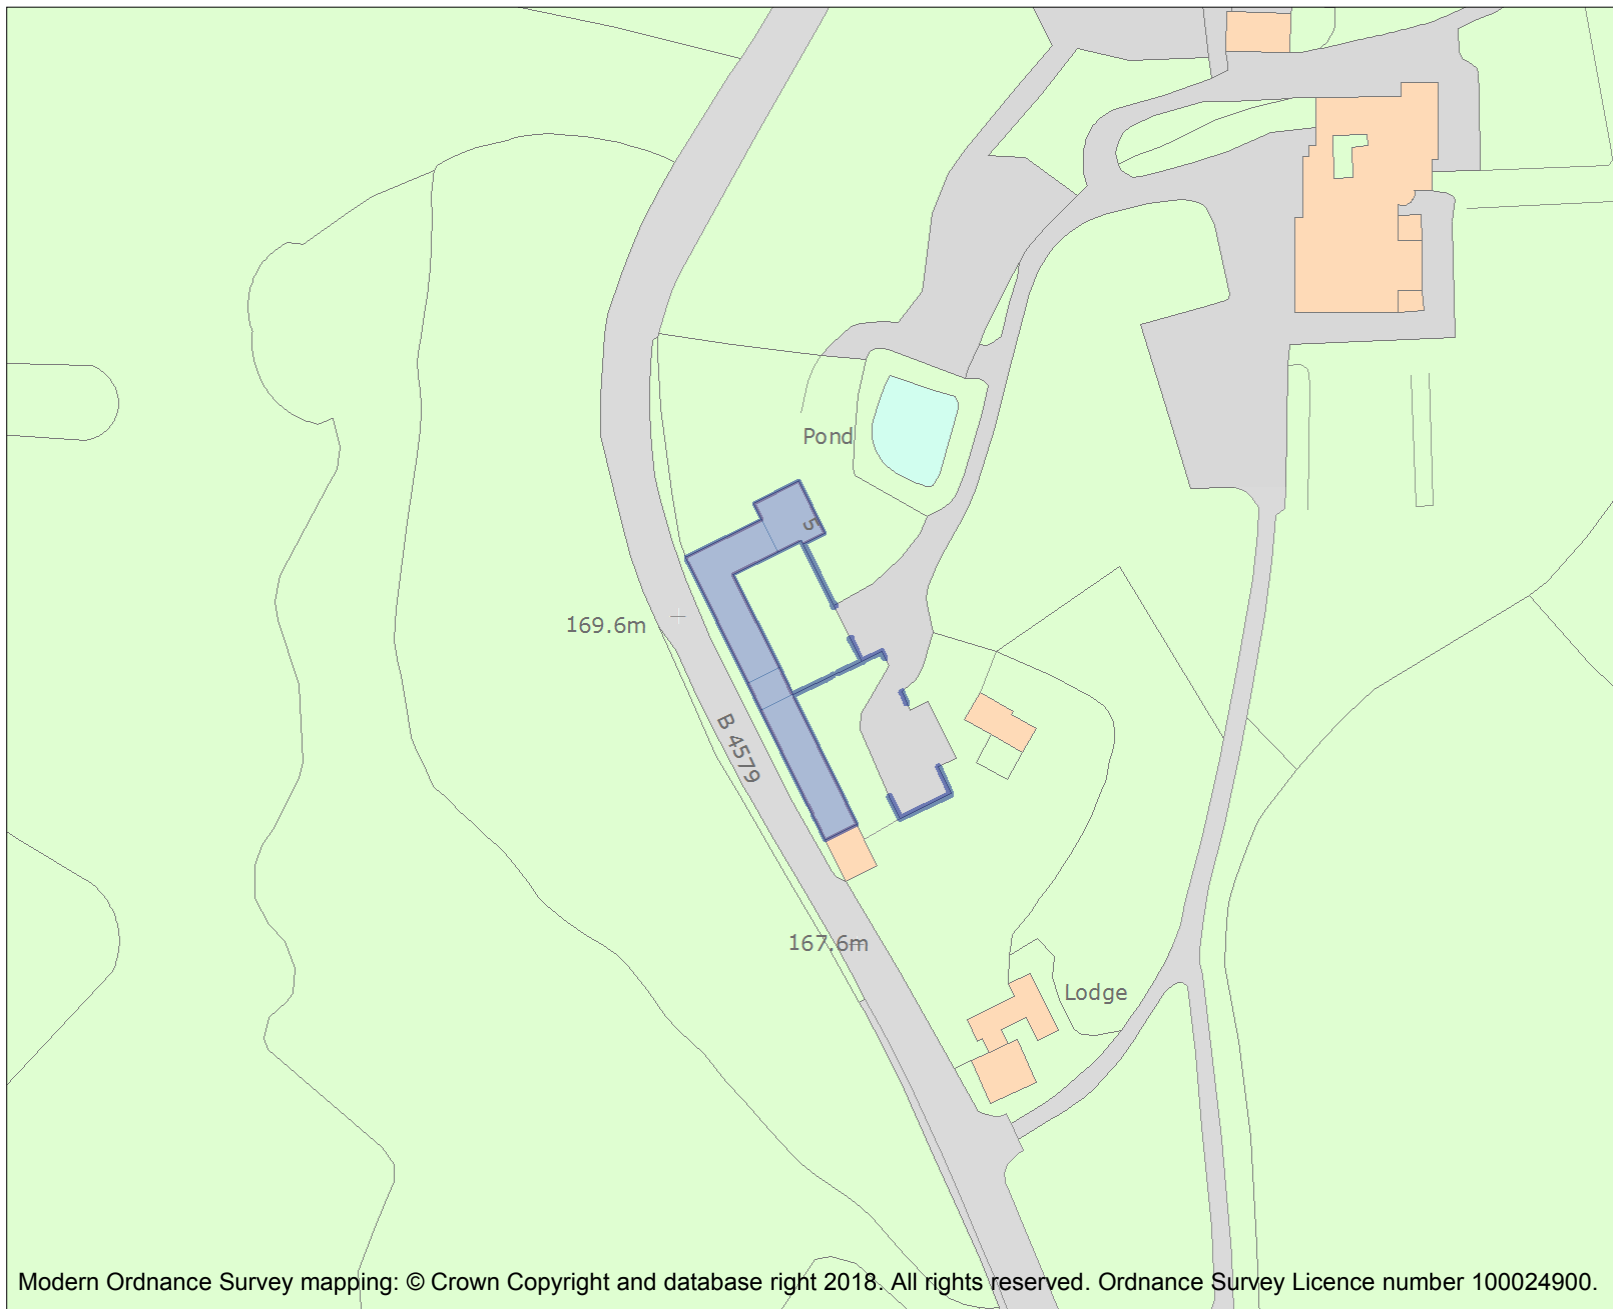 Pond
5
169.6m
B 4579
167.6m
Lodge
Modern Ordnance Survey mapping: © Crown Copyright and database right 2018. All rights reserved. Ordnance Survey Licence number 100024900.